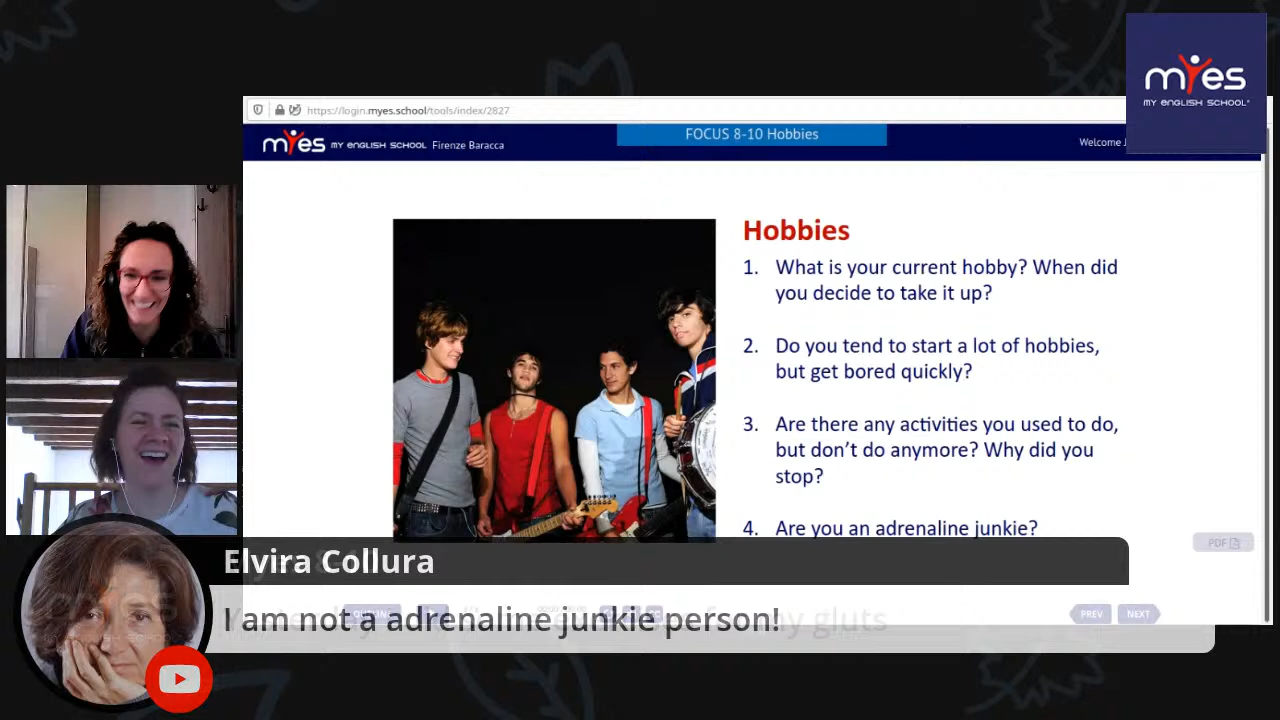 myes
MY ENGLISH SCHOOL
https://login.myes.school/tools/index/2827
myes MY ENGLISH SCHOOL Firenze Baracca
FOCUS 8-10 Hobbies
Welcome J
Hobbies
1. What is your current hobby? When did
you decide to take it up?
2. Do you tend to start a lot of hobbies,
but get bored quickly?
3. Are there any activities you used to do,
but don't do anymore? Why did you
stop?
4. Are you an adrenaline junkie?
PDF
Elvira Collura
Yam not a adrenaline junkie person!
my gluts
OUTLINE
PREV
NEXT